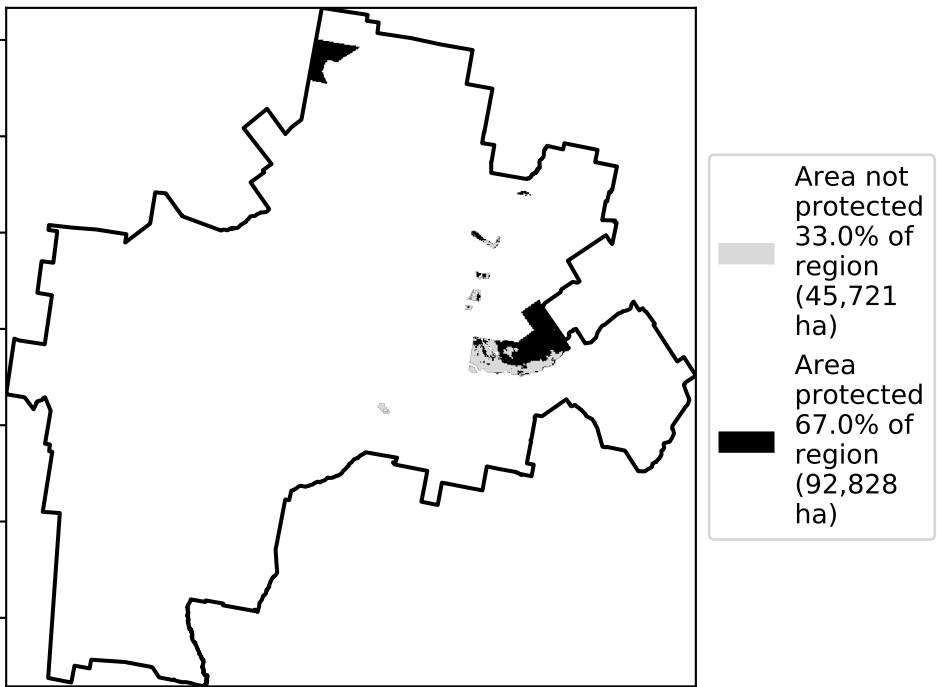 Area not
protected
33.0% of
region
(45,721
ha)
Area
protected
67.0% of
region
(92,828
ha)